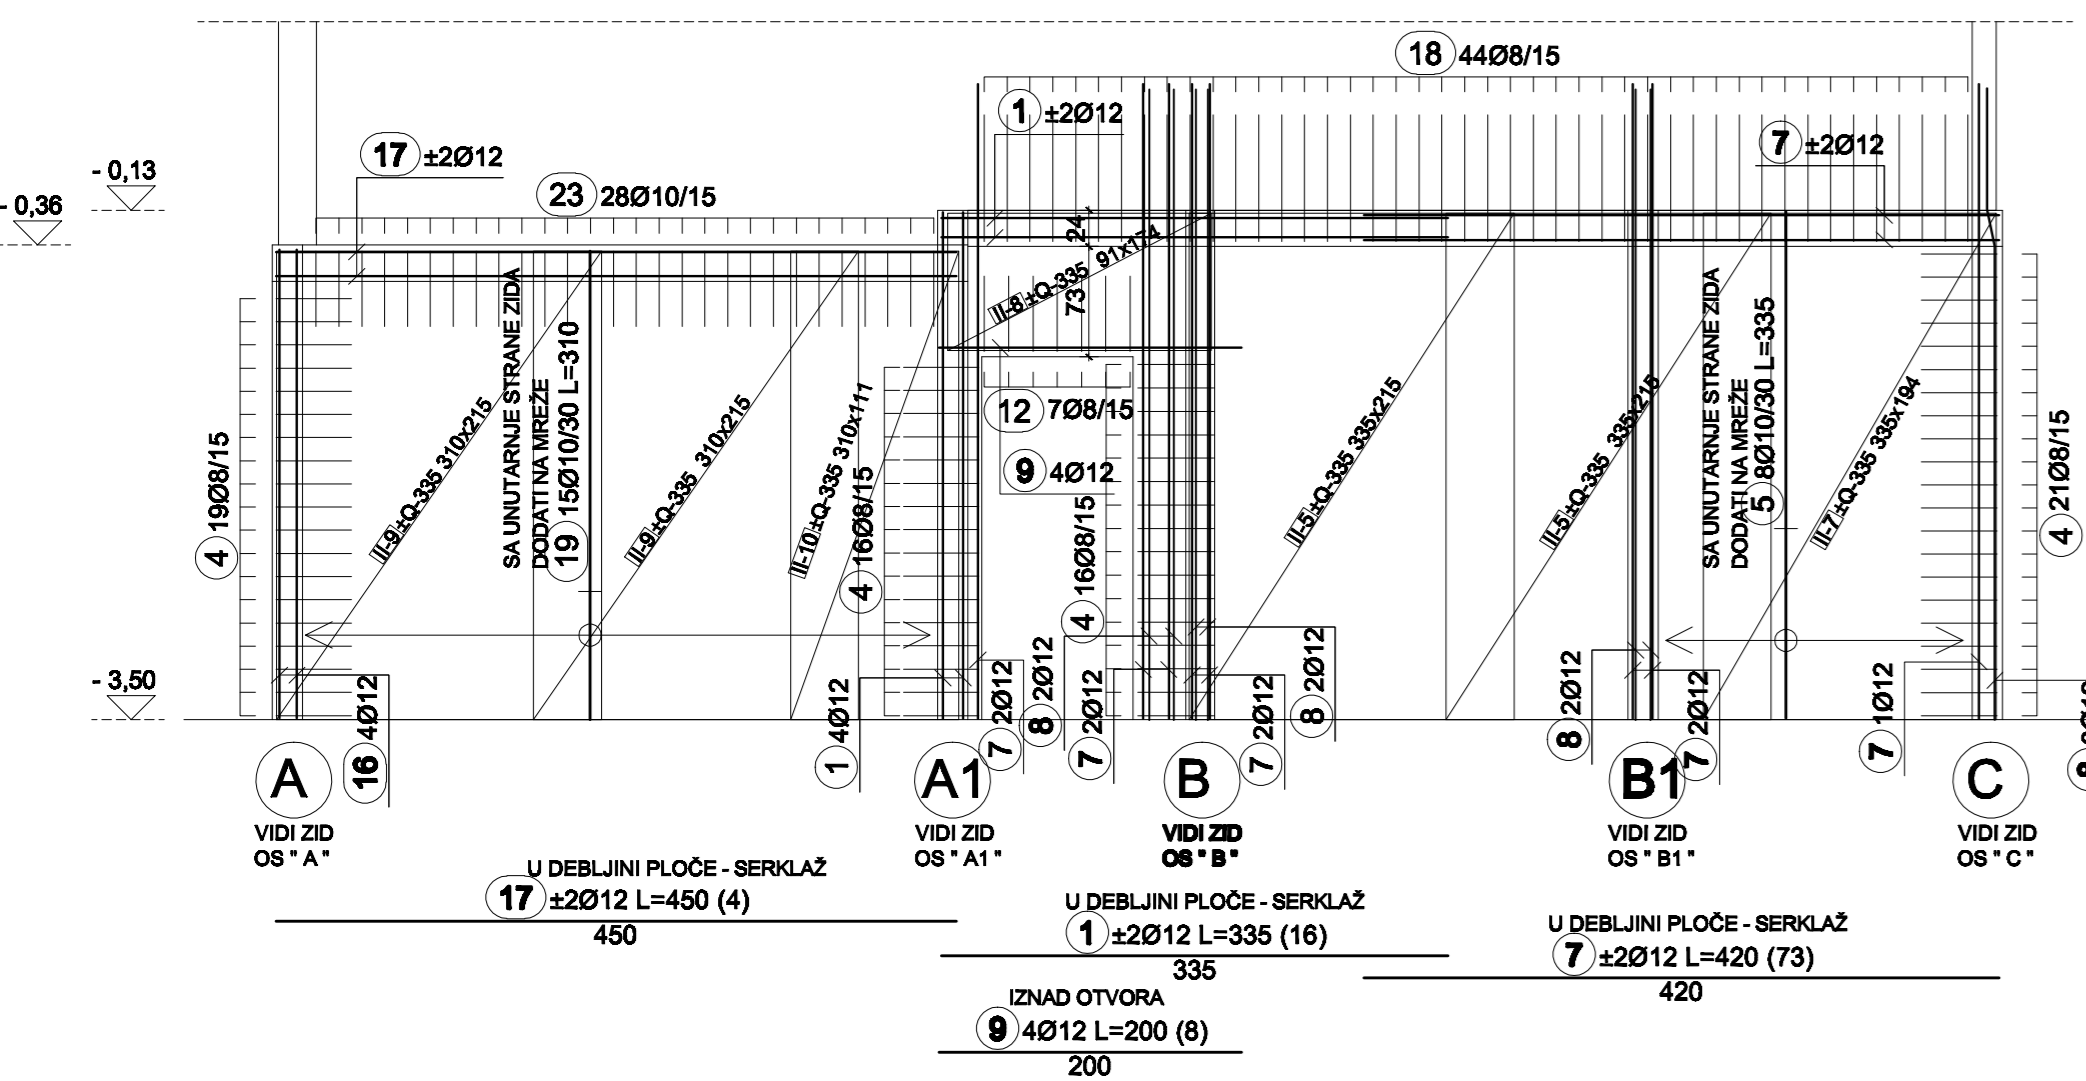 18 44Ø8/15
1 ±2Ø12
17 ±2Ø12
7 ±2Ø12
- 0,13
- 0,36
23 28Ø10/15
24
73
II-8 ±Q-335 91x174
SA UNUTARNJE STRANE ZIDA
DODATI NA MREŽE
19 15Ø10/30 L=310
SA UNUTARNJE STRANE ZIDA
DODATI NA MREŽE
5 8Ø10/30 L=335
12 7Ø8/15
9 4Ø12
4 19Ø8/15
II-9 ±Q-335 310x215
II-9 ±Q-335 310x215
II-10 ±Q-335 310x111
4 16Ø8/15
4 16Ø8/15
II-5 ±Q-335 335x215
II-5 ±Q-335 335x215
II-7 ±Q-335 335x194
4 21Ø8/15
- 3,50
16 4Ø12
1 4Ø12
7 2Ø12
8 2Ø12
7 2Ø12
7 2Ø12
8 2Ø12
8 2Ø12
7 2Ø12
7 1Ø12
A
A1
B
B1
C
VIDI ZID
OS " A "
VIDI ZID
OS " A1 "
VIDI ZID
OS " B "
VIDI ZID
OS " B1 "
VIDI ZID
OS " C "
U DEBLJINI PLOČE - SERKLAŽ
17 ±2Ø12 L=450 (4)
450
U DEBLJINI PLOČE - SERKLAŽ
1 ±2Ø12 L=335 (16)
335
U DEBLJINI PLOČE - SERKLAŽ
7 ±2Ø12 L=420 (73)
420
IZNAD OTVORA
9 4Ø12 L=200 (8)
200